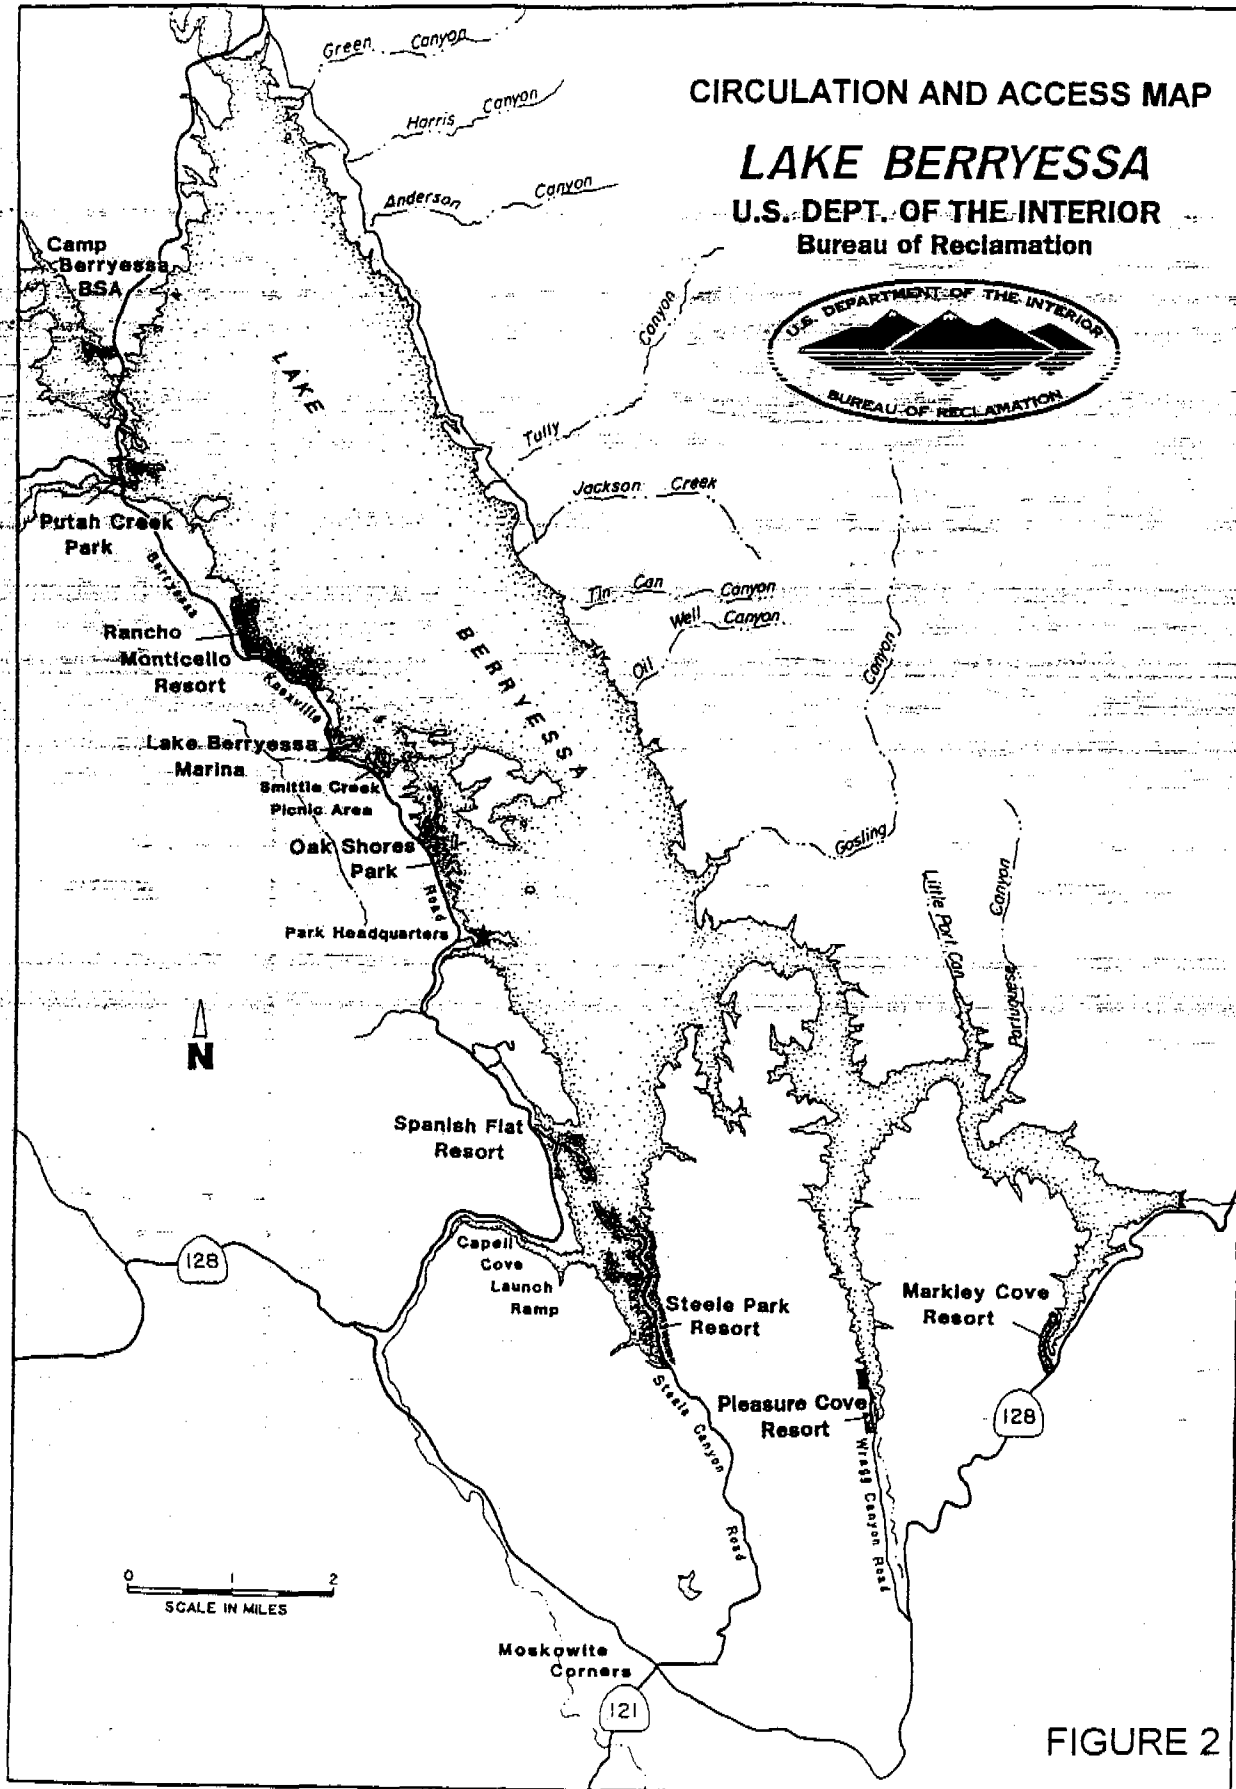 CIRCULATION AND ACCESS MAP
LAKE BERRYESSA
U.S. DEPT. OF THE INTERIOR
Bureau of Reclamation
U.S. DEPARTMENT OF THE INTERIOR
BUREAU OF RECLAMATION
Green Canyon
Harris Canyon
Anderson Canyon
Camp
Berryessa
BSA
LAKE
BERRYESSA
Tully Canyon
Jackson Creek
Putah Creek
Park
Tin Can Canyon
Oil Well Canyon
Berryessa
Knoxville
Road
Rancho
Monticello
Resort
Lake Berryessa
Marina
Smittle Creek
Picnic Area
Oak Shores
Park
Gosling Canyon
Little Port Can
Portuguese Canyon
Park Headquarters
N
Spanish Flat
Resort
128
Capell
Cove
Launch
Ramp
Steele Park
Resort
Markley Cove
Resort
Pleasure Cove
Resort
128
Steele Canyon Road
Wragg Canyon Road
0 1 2
SCALE IN MILES
Moskowite
Corners
121
FIGURE 2